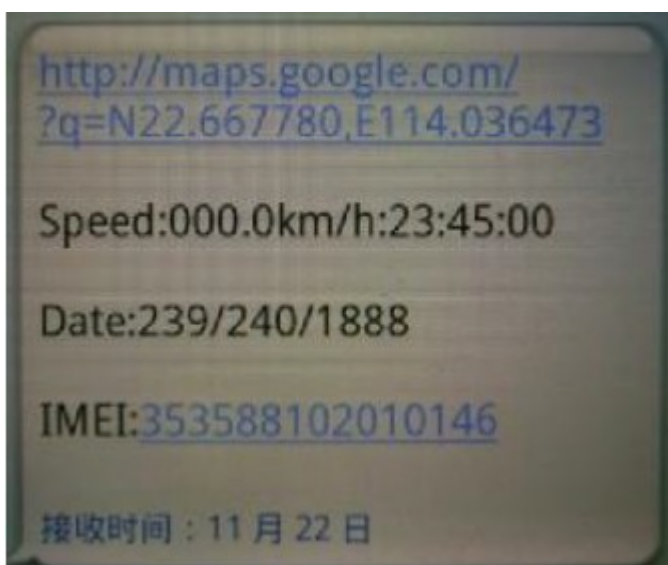 http://maps.google.com/
?q=N22.667780,E114.036473
Speed:000.0km/h:23:45:00
Date:239/240/1888
IMEI:353588102010146
接收时间：11 月 22 日